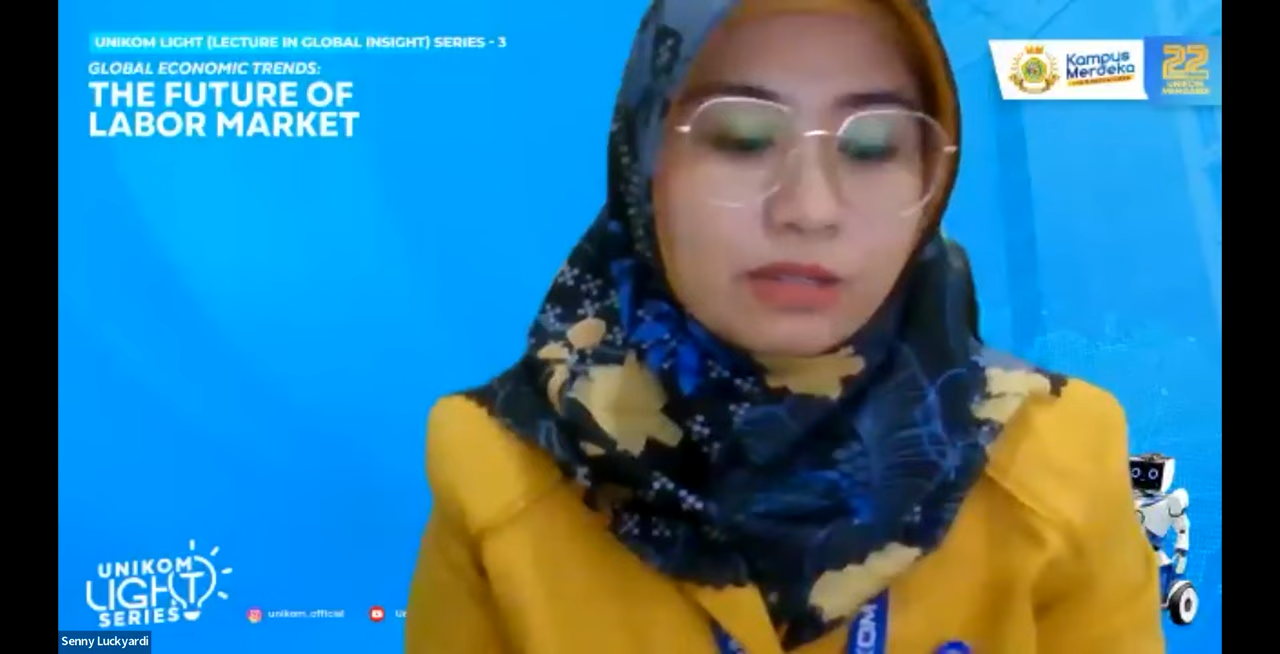 UNIKOM LIGHT (LECTURE IN GLOBAL INSIGHT) SERIES - 3
GLOBAL ECONOMIC TRENDS:
THE FUTURE OF
LABOR MARKET
Kampus
Merdeka
22
UNIKOM
UNIKOM
LIGHT
SERIES
unikom.official
Senny Luckyardi